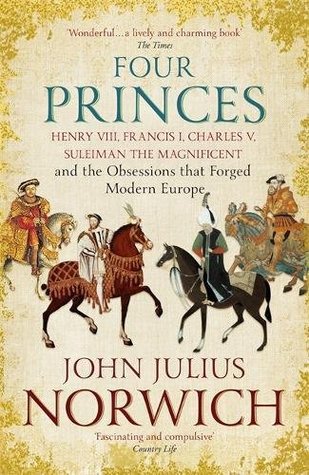 ‘Wonderful...a lively and charming book’
The Times
FOUR
PRINCES
HENRY VIII, FRANCIS I, CHARLES V,
SULEIMAN THE MAGNIFICENT
and the Obsessions that Forged
Modern Europe
JOHN JULIUS
NORWICH
‘Fascinating and compulsive’
Country Life